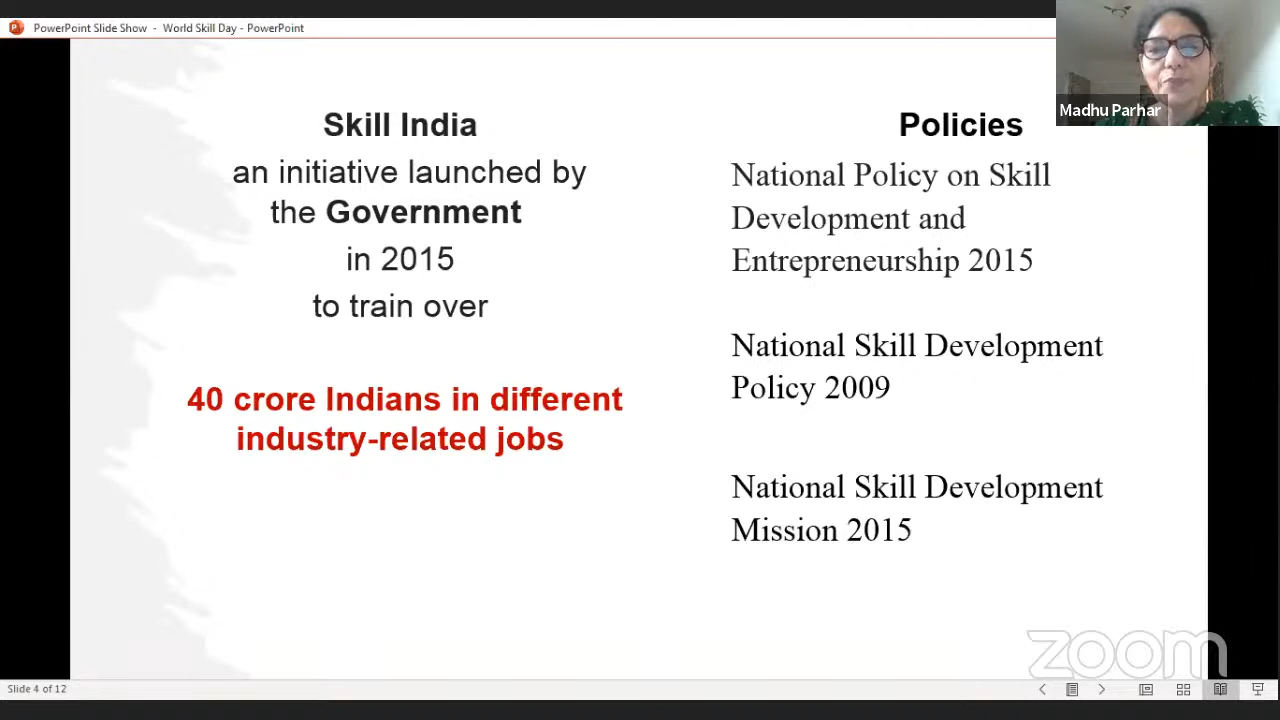 PowerPoint Slide Show - World Skill Day - PowerPoint
Madhu Parhar
Skill India
an initiative launched by
the Government
in 2015
to train over
40 crore Indians in different
industry-related jobs
Policies
National Policy on Skill
Development and
Entrepreneurship 2015
National Skill Development
Policy 2009
National Skill Development
Mission 2015
zoom
Slide 4 of 12